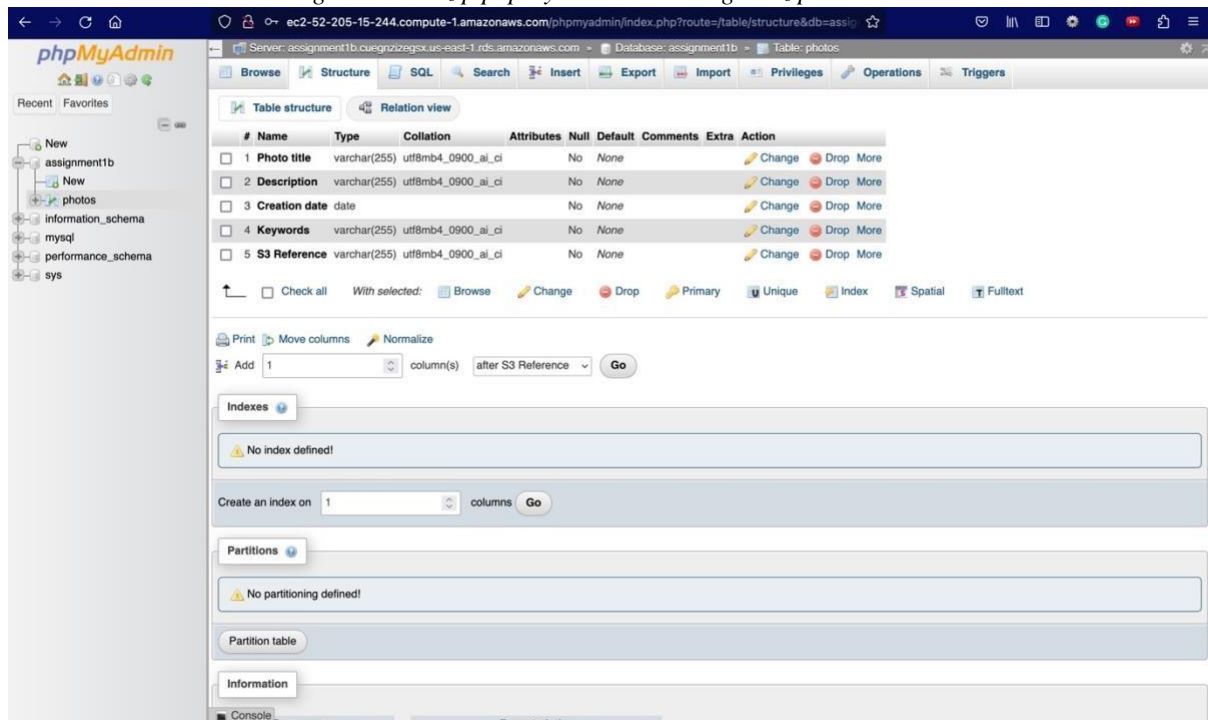 ec2-52-205-15-244.compute-1.amazonaws.com/phpmyadmin/index.php?route=/table/structure&db=assig
phpMyAdmin
Recent Favorites
New
assignment1b
New
photos
information_schema
mysql
performance_schema
sys
Server: assignment1b.cuegnzizegsx.us-east-1.rds.amazonaws.com » Database: assignment1b » Table: photos
Browse Structure SQL Search Insert Export Import Privileges Operations Triggers
Table structure Relation view
# Name Type Collation Attributes Null Default Comments Extra Action
1 Photo title varchar(255) utf8mb4_0900_ai_ci No None Change Drop More
2 Description varchar(255) utf8mb4_0900_ai_ci No None Change Drop More
3 Creation date date No None Change Drop More
4 Keywords varchar(255) utf8mb4_0900_ai_ci No None Change Drop More
5 S3 Reference varchar(255) utf8mb4_0900_ai_ci No None Change Drop More
Check all With selected: Browse Change Drop Primary Unique Index Spatial Fulltext
Print Move columns Normalize
Add 1 column(s) after S3 Reference Go
Indexes
No index defined!
Create an index on 1 columns Go
Partitions
No partitioning defined!
Partition table
Information
Console